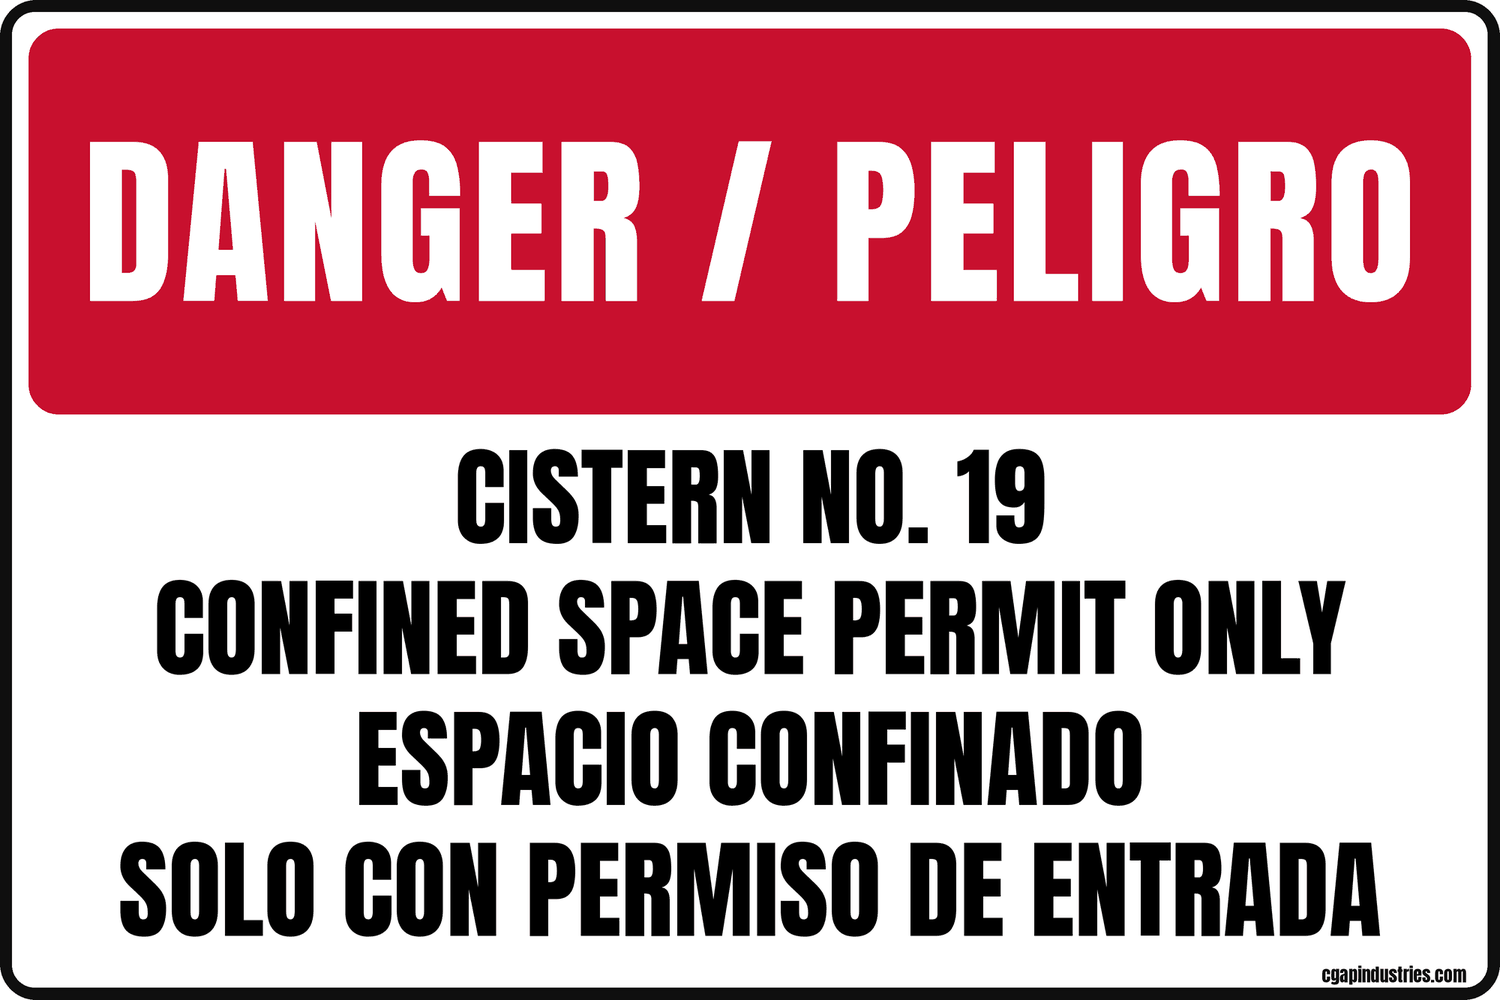 DANGER / PELIGRO
CISTERN NO. 19
CONFINED SPACE PERMIT ONLY
ESPACIO CONFINADO
SOLO CON PERMISO DE ENTRADA
cgapindustries.com